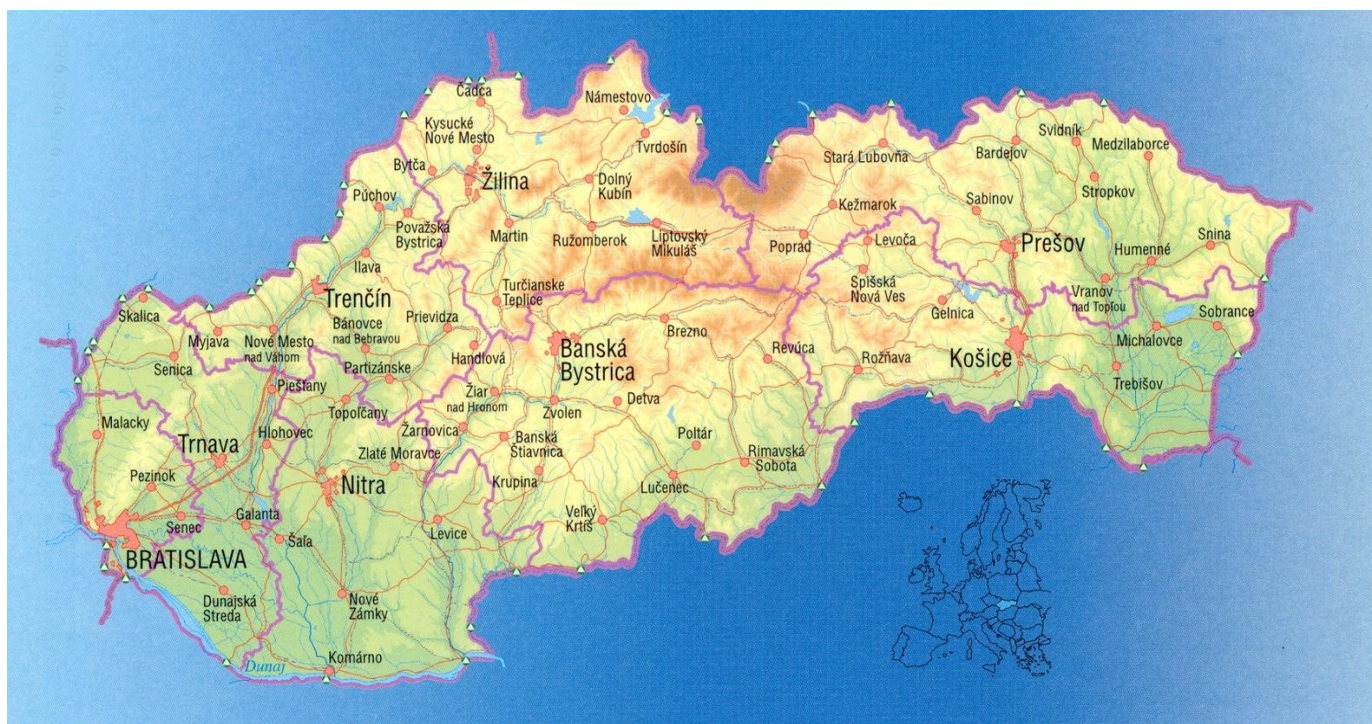 Čadca
Námestovo
Kysucké
Nové Mesto
Tvrdošín
Svidník
Stará Ľubovňa
Bardejov
Medzilaborce
Bytča
Žilina
Dolný
Kubín
Púchov
Kežmarok
Sabinov
Stropkov
Považská
Bystrica
Martin
Ružomberok
Liptovský
Mikuláš
Poprad
Levoča
Prešov
Humenné
Snina
Ilava
Trenčín
Turčianske
Teplice
Spišská
Nová Ves
Gelnica
Vranov
nad Topľou
Sobrance
Skalica
Myjava
Nové Mesto
nad Váhom
Bánovce
nad Bebravou
Prievidza
Brezno
Michalovce
Senica
Partizánske
Handlová
Banská
Bystrica
Revúca
Rožňava
Košice
Trebišov
Piešťany
Topoľčany
Žiar
nad Hronom
Zvolen
Detva
Malacky
Trnava
Hlohovec
Zlaté Moravce
Žarnovica
Banská
Štiavnica
Poltár
Rimavská
Sobota
Pezinok
Nitra
Krupina
Lučenec
Senec
Galanta
Šaľa
Levice
Veľký
Krtíš
BRATISLAVA
Dunajská
Streda
Nové
Zámky
Komárno
Dunaj